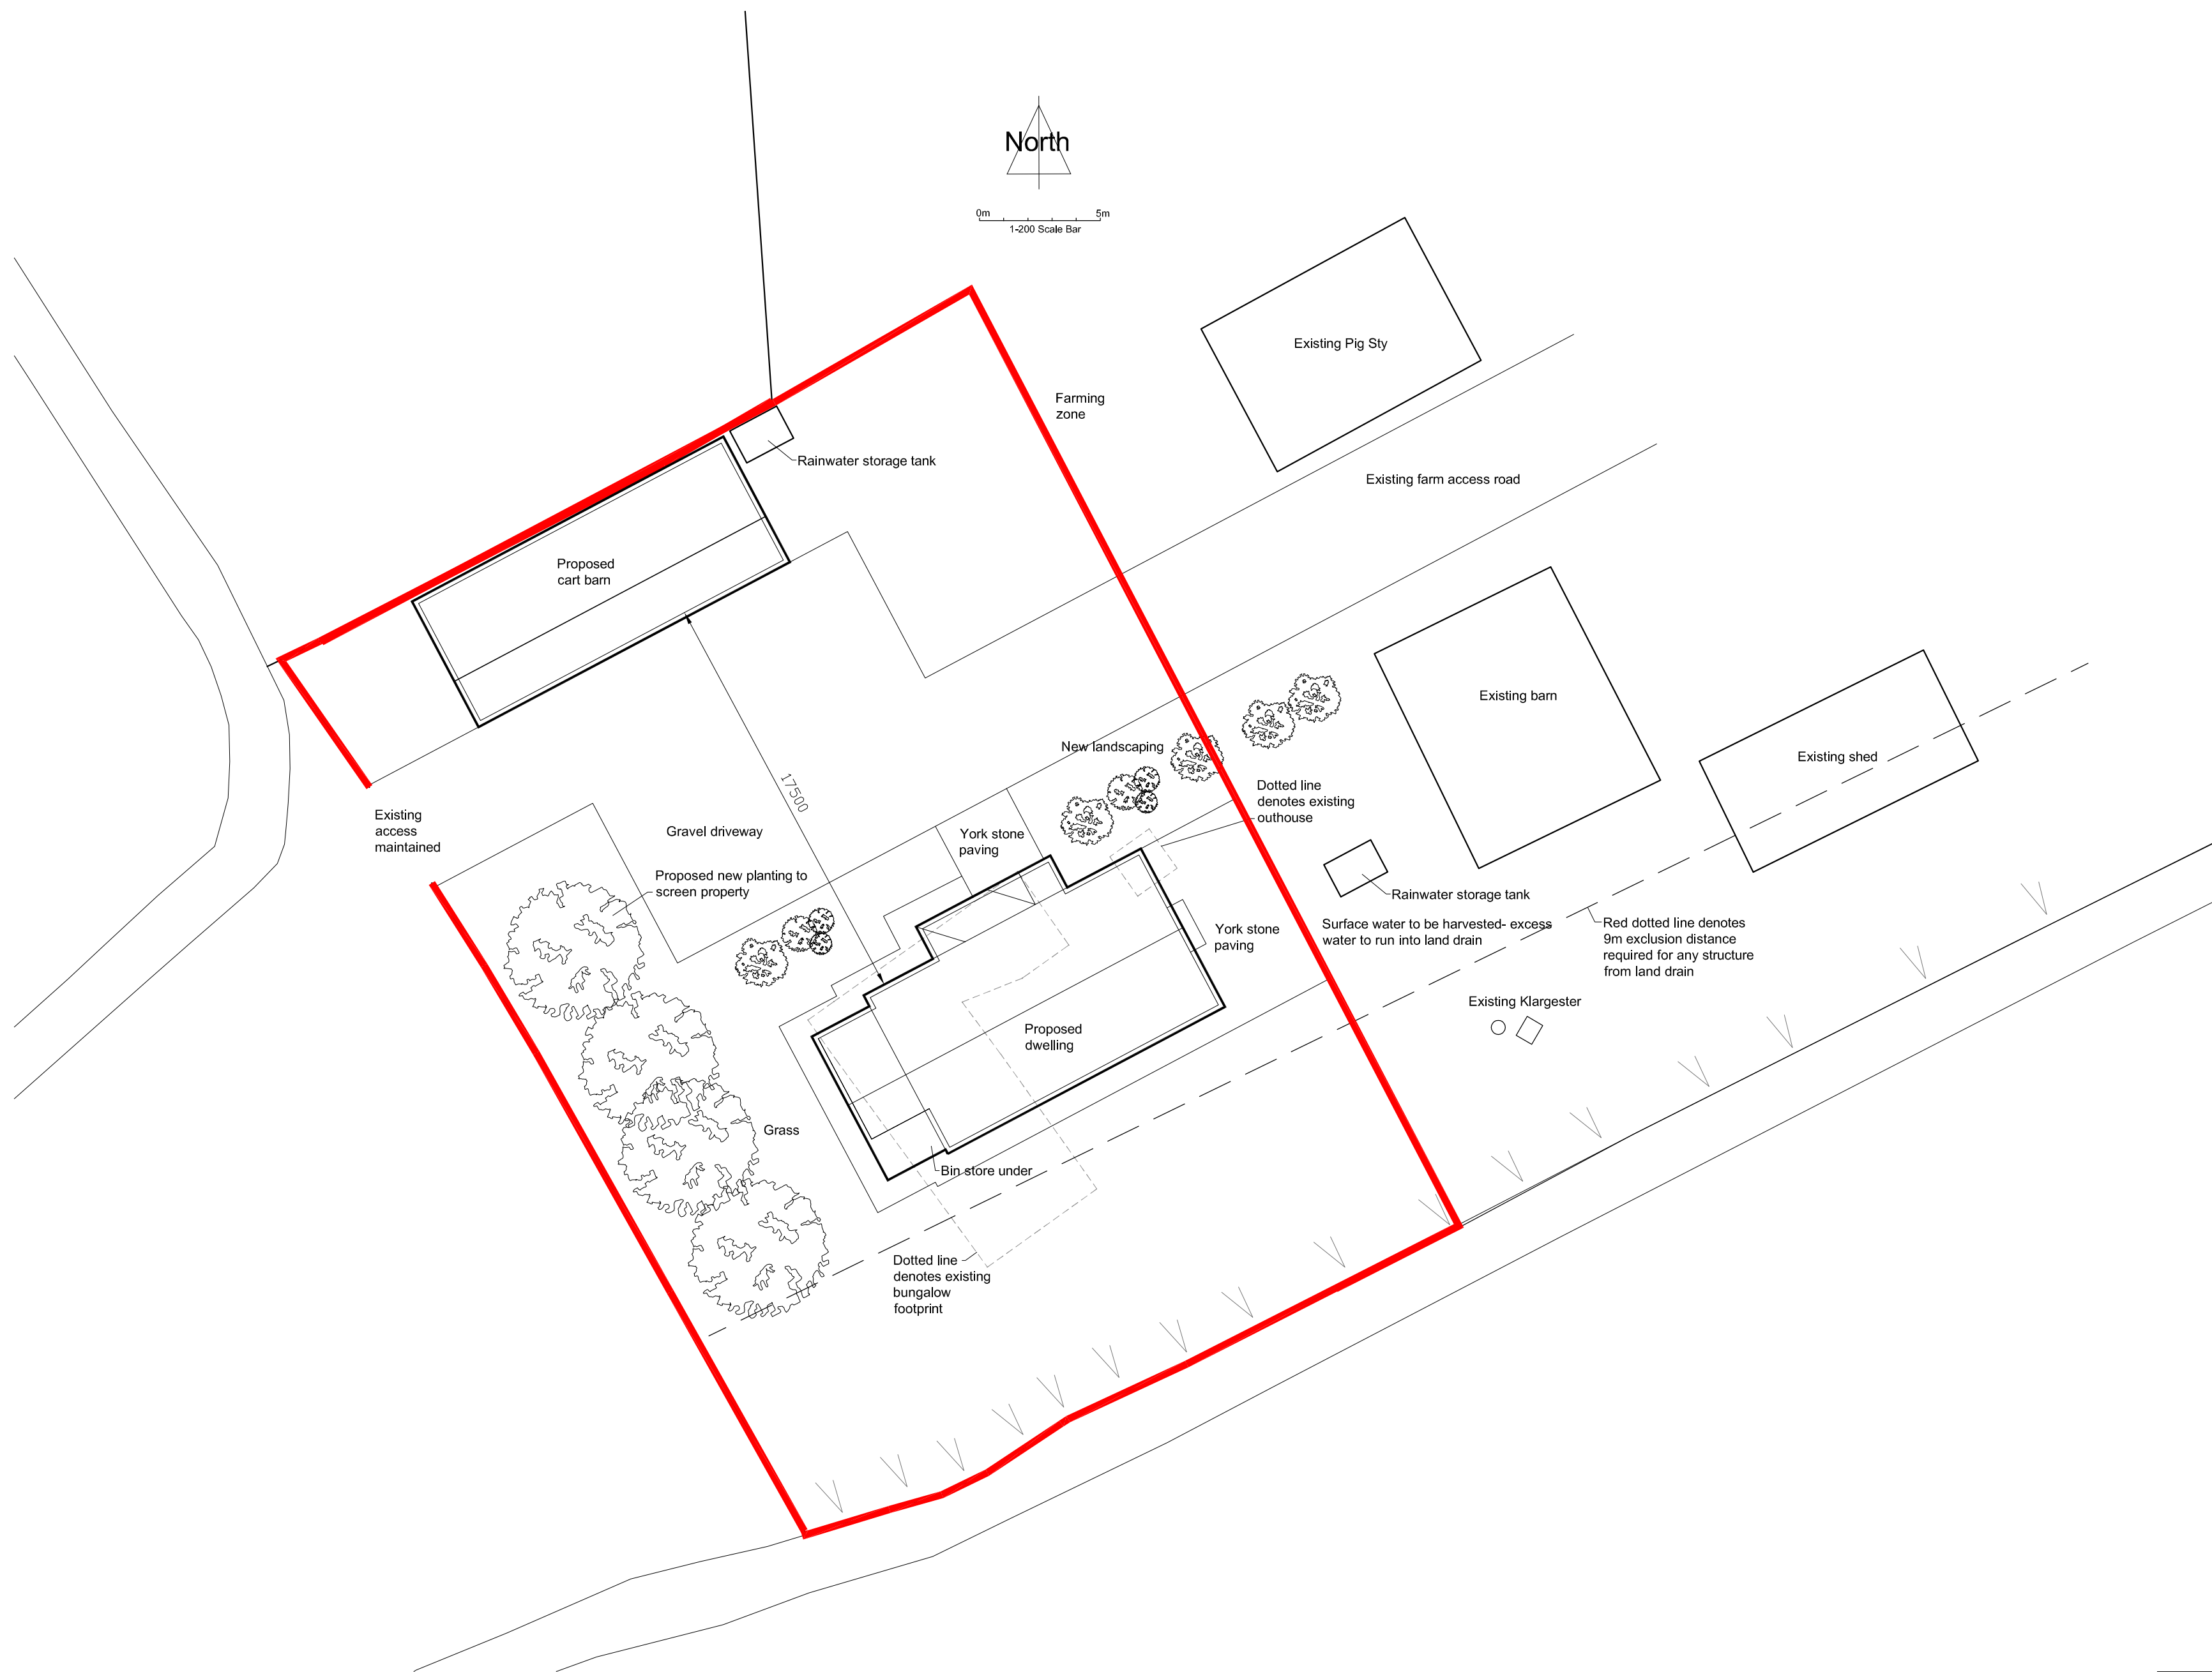 North
0m 5m
1-200 Scale Bar
Existing Pig Sty
Farming
zone
Rainwater storage tank
Existing farm access road
Proposed
cart barn
Existing barn
New landscaping
Existing shed
17500
Dotted line
denotes existing
outhouse
Existing
access
maintained
Gravel driveway
York stone
paving
Proposed new planting to
screen property
Rainwater storage tank
Surface water to be harvested- excess
water to run into land drain
Red dotted line denotes
9m exclusion distance
required for any structure
from land drain
York stone
paving
Existing Klargester
Proposed
dwelling
Grass
Bin store under
Dotted line
denotes existing
bungalow
footprint